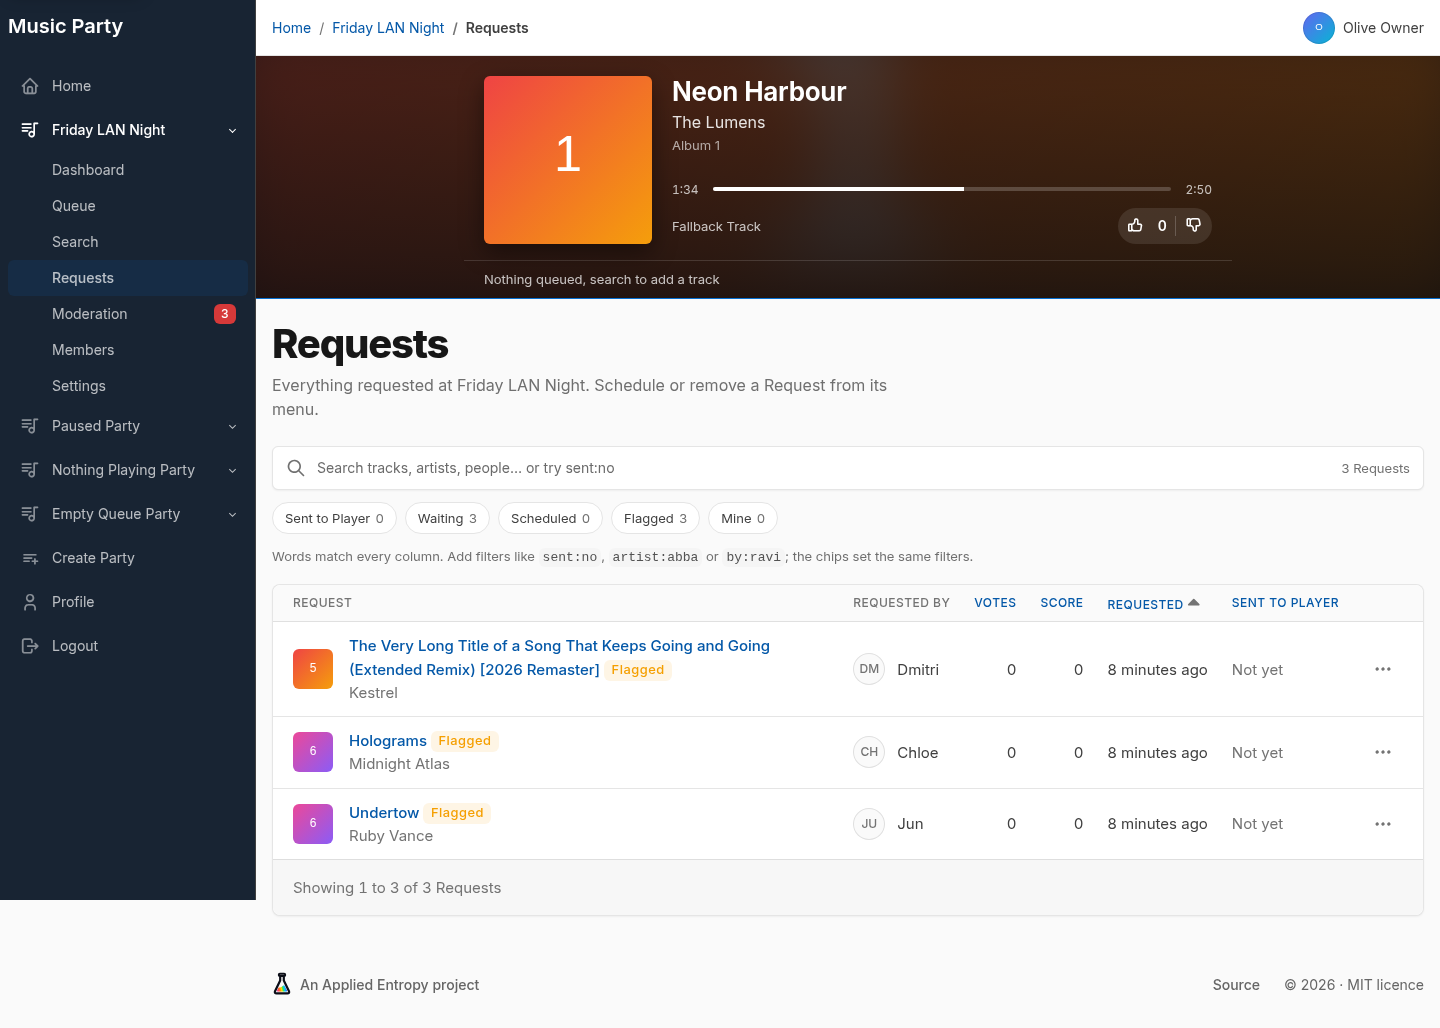 Music Party
Home / Friday LAN Night / Requests
O Olive Owner
Home
Friday LAN Night
Dashboard
Queue
Search
Requests
Moderation 3
Members
Settings
Paused Party
Nothing Playing Party
Empty Queue Party
Create Party
Profile
Logout
1
Neon Harbour
The Lumens
Album 1
1:34 2:50
Fallback Track 0
Nothing queued, search to add a track
Requests
Everything requested at Friday LAN Night. Schedule or remove a Request from its
menu.
Search tracks, artists, people... or try sent:no 3 Requests
Sent to Player 0 Waiting 3 Scheduled 0 Flagged 3 Mine 0
Words match every column. Add filters like sent:no, artist:abba or by:ravi; the chips set the same filters.
REQUEST REQUESTED BY VOTES SCORE REQUESTED SENT TO PLAYER
5 The Very Long Title of a Song That Keeps Going and Going
(Extended Remix) [2026 Remaster] Flagged
Kestrel
DM Dmitri 0 0 8 minutes ago Not yet
6 Holograms Flagged
Midnight Atlas
CH Chloe 0 0 8 minutes ago Not yet
6 Undertow Flagged
Ruby Vance
JU Jun 0 0 8 minutes ago Not yet
Showing 1 to 3 of 3 Requests
An Applied Entropy project
Source © 2026 · MIT licence